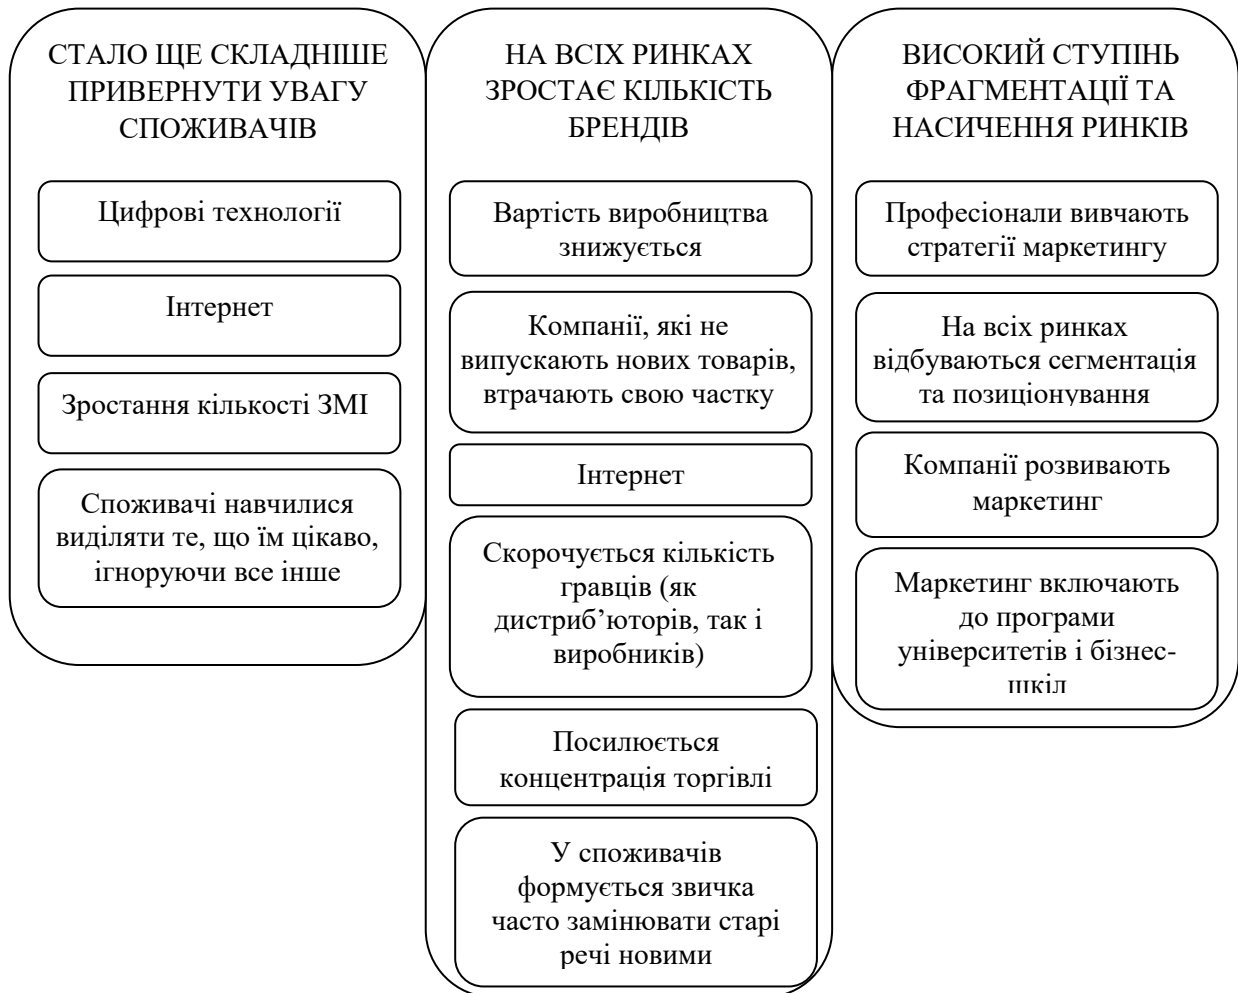 СТАЛО ЩЕ СКЛАДНІШЕ
ПРИВЕРНУТИ УВАГУ
СПОЖИВАЧІВ
Цифрові технології
Інтернет
Зростання кількості ЗМІ
Споживачі навчилися
виділяти те, що їм цікаво,
ігноруючи все інше
НА ВСІХ РИНКАХ
ЗРОСТАЄ КІЛЬКІСТЬ
БРЕНДІВ
Вартість виробництва
знижується
Компанії, які не
випускають нових товарів,
втрачають свою частку
Інтернет
Скорочується кількість
гравців (як
дистриб’юторів, так і
виробників)
Посилюється
концентрація торгівлі
У споживачів
формується звичка
часто замінювати старі
речі новими
ВИСОКИЙ СТУПІНЬ
ФРАГМЕНТАЦІЇ ТА
НАСИЧЕННЯ РИНКІВ
Професіонали вивчають
стратегії маркетингу
На всіх ринках
відбуваються сегментація
та позиціонування
Компанії розвивають
маркетинг
Маркетинг включають
до програми
університетів і бізнес-
шкіл